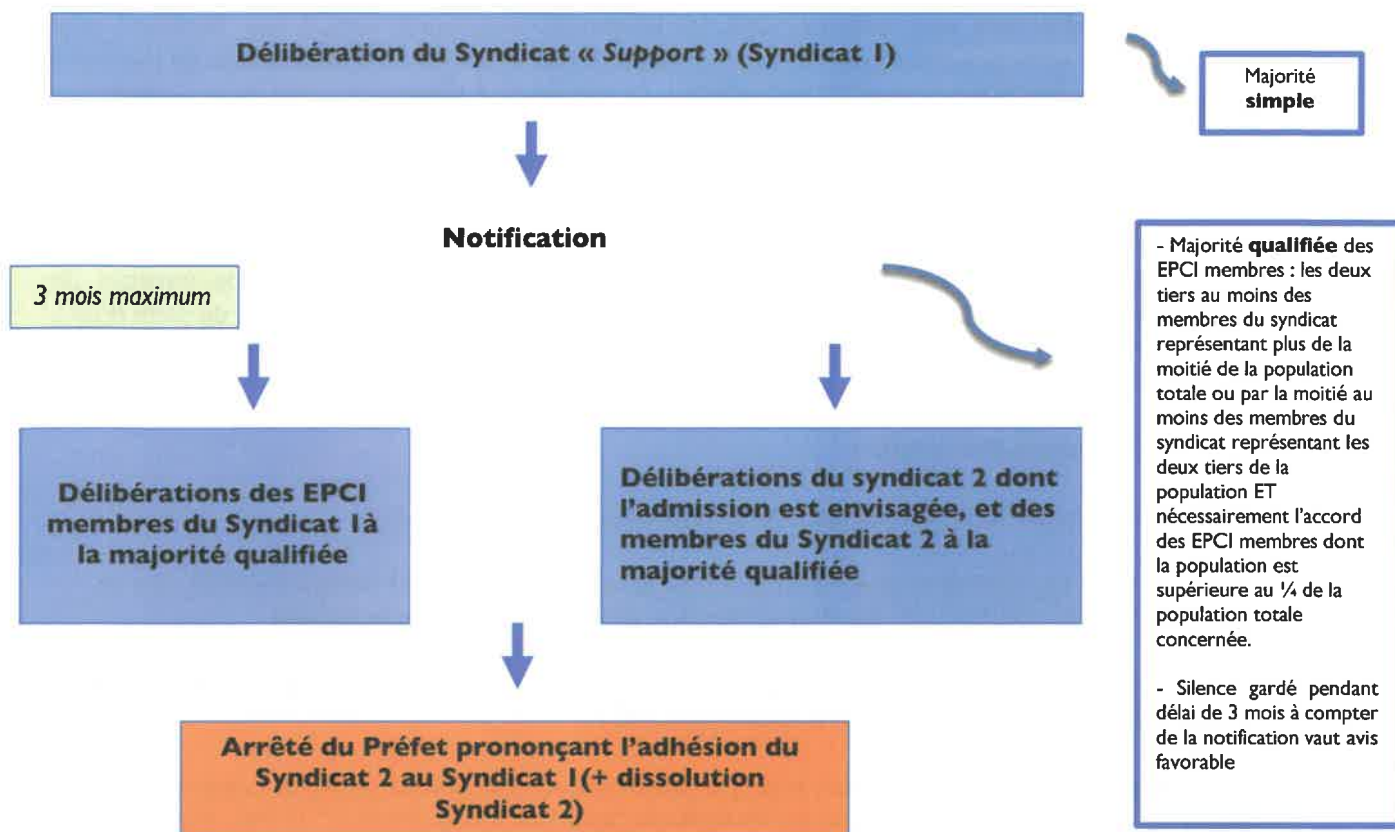 Délibération du Syndicat « Support » (Syndicat 1)
Majorité
simple
Notification
3 mois maximum
Délibérations des EPCI
membres du Syndicat 1à
la majorité qualifiée
Délibérations du syndicat 2 dont
l'admission est envisagée, et des
membres du Syndicat 2 à la
majorité qualifiée
- Majorité qualifiée des
EPCI membres : les deux
tiers au moins des
membres du syndicat
représentant plus de la
moitié de la population
totale ou par la moitié au
moins des membres du
syndicat représentant les
deux tiers de la
population ET
nécessairement l'accord
des EPCI membres dont
la population est
supérieure au ¼ de la
population totale
concernée.
- Silence gardé pendant
délai de 3 mois à compter
de la notification vaut avis
favorable
Arrêté du Préfet prononçant l'adhésion du
Syndicat 2 au Syndicat 1(+ dissolution
Syndicat 2)